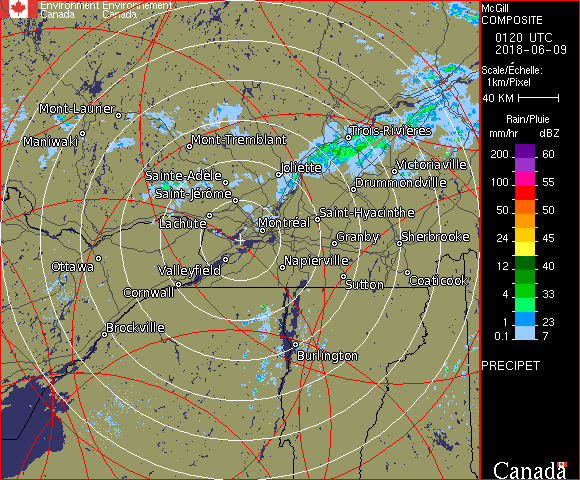 Environment Environnement
Canada Canada
McGill
COMPOSITE
0120 UTC
2018-06-09
Scale/Échelle:
1km/Pixel
40 KM
Rain/Pluie
mm/hr dBZ
200 60
150 57
100 55
50 50
24 45
12 40
4 33
1 23
0.1 7
PRECIPET
Canada
Mont-Laurier
Maniwaki
Mont-Tremblant
Trois-Rivières
Joliette
Victoriaville
Sainte-Adèle
Drummondville
Saint-Jérôme
Saint-Hyacinthe
Lachute
Montréal
Granby
Sherbrooke
Ottawa
Napierville
Valleyfield
Coaticook
Sutton
Cornwall
Brockville
Burlington